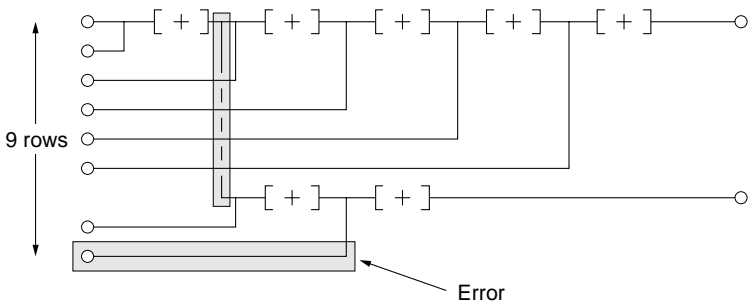 [ + ] [ + ] [ + ] [ + ] [ + ]
9 rows
[ + ] [ + ]
Error